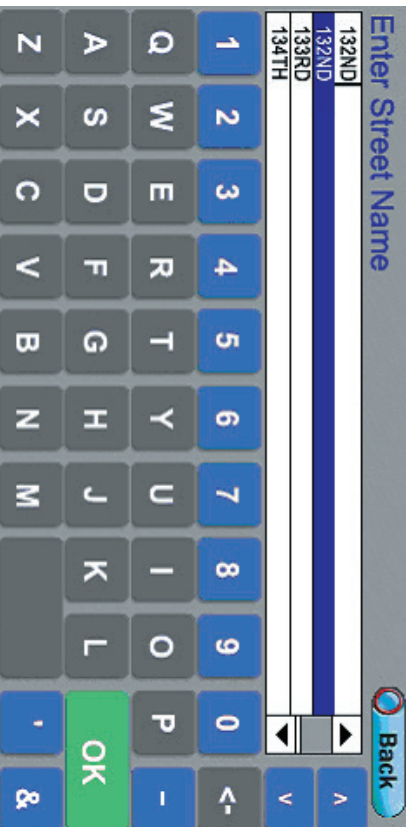 Enter Street Name Back
132ND
132ND
133RD
134TH
1 2 3 4 5 6 7 8 9 0 <-
Q W E R T Y U I O P -
A S D F G H J K L OK
Z X C V B N M ' &